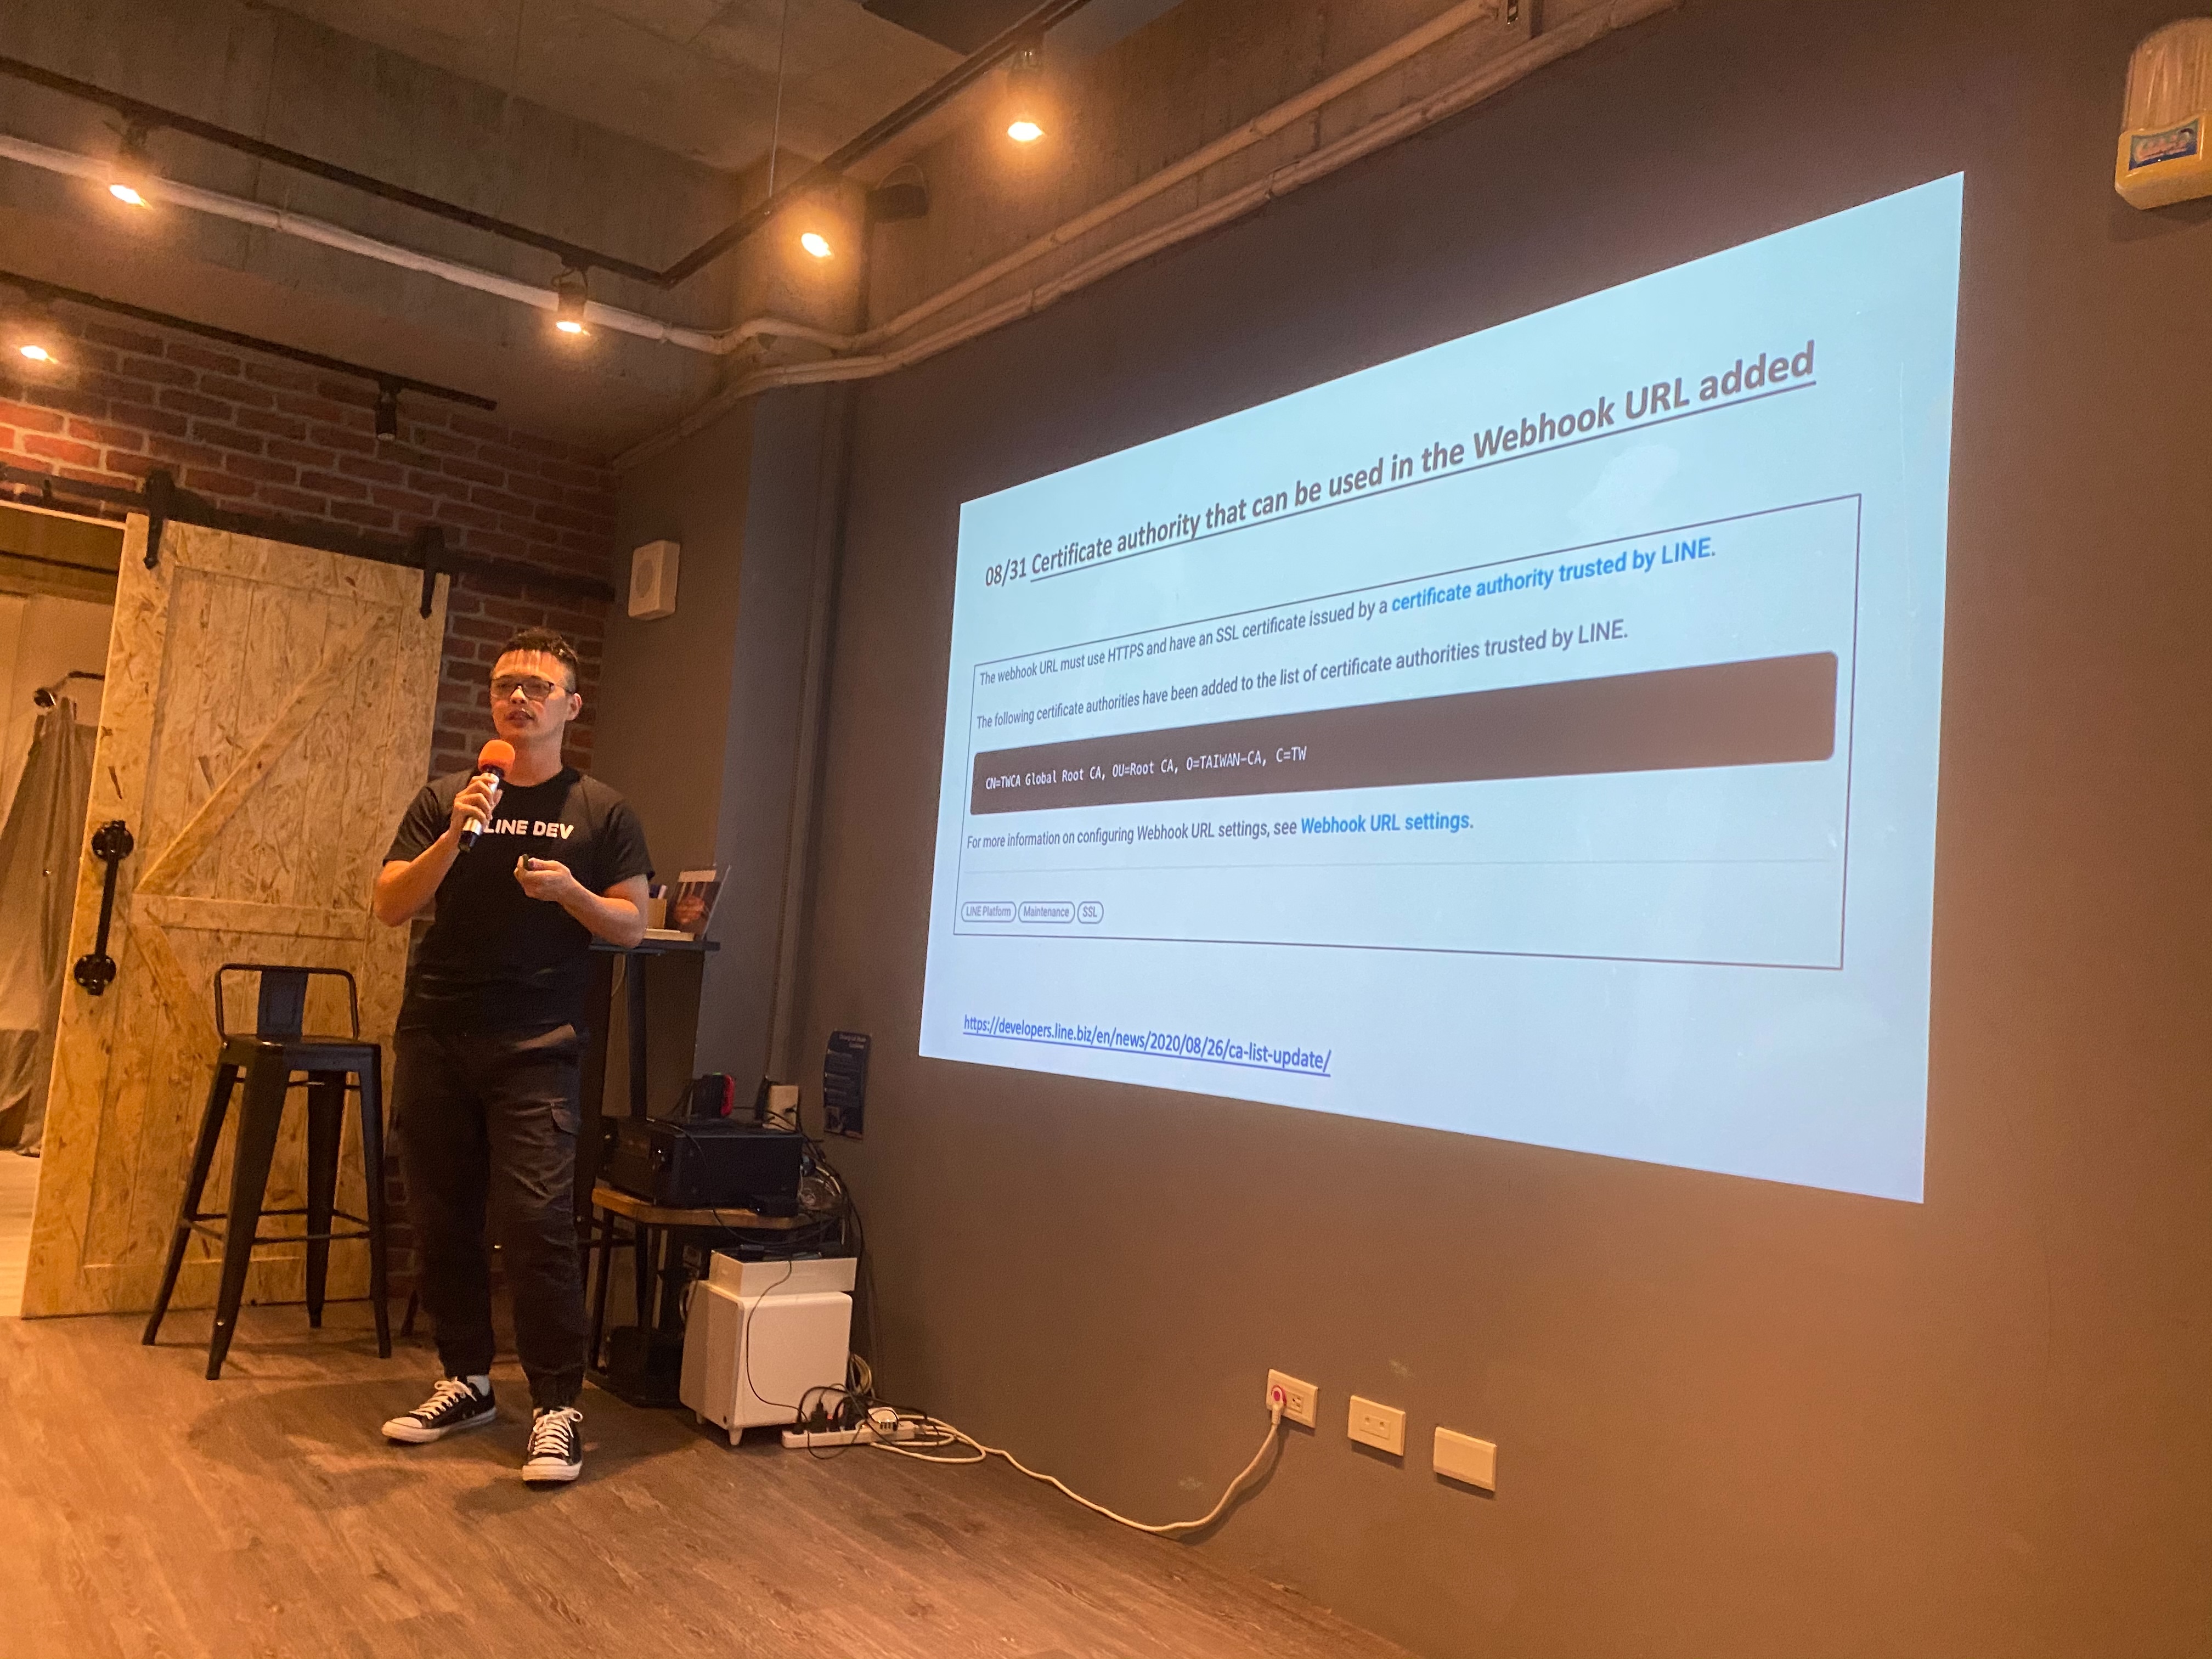 08/31 Certificate authority that can be used in the Webhook URL added
The webhook URL must use HTTPS and have an SSL certificate issued by a certificate authority trusted by LINE.
The following certificate authorities have been added to the list of certificate authorities trusted by LINE.
CN=TWCA Global Root CA, OU=Root CA, O=TAIWAN-CA, C=TW
For more information on configuring Webhook URL settings, see Webhook URL settings.
LINE Platform Maintenance SSL
https://developers.line.biz/en/news/2020/08/26/ca-list-update/
LINE DEV